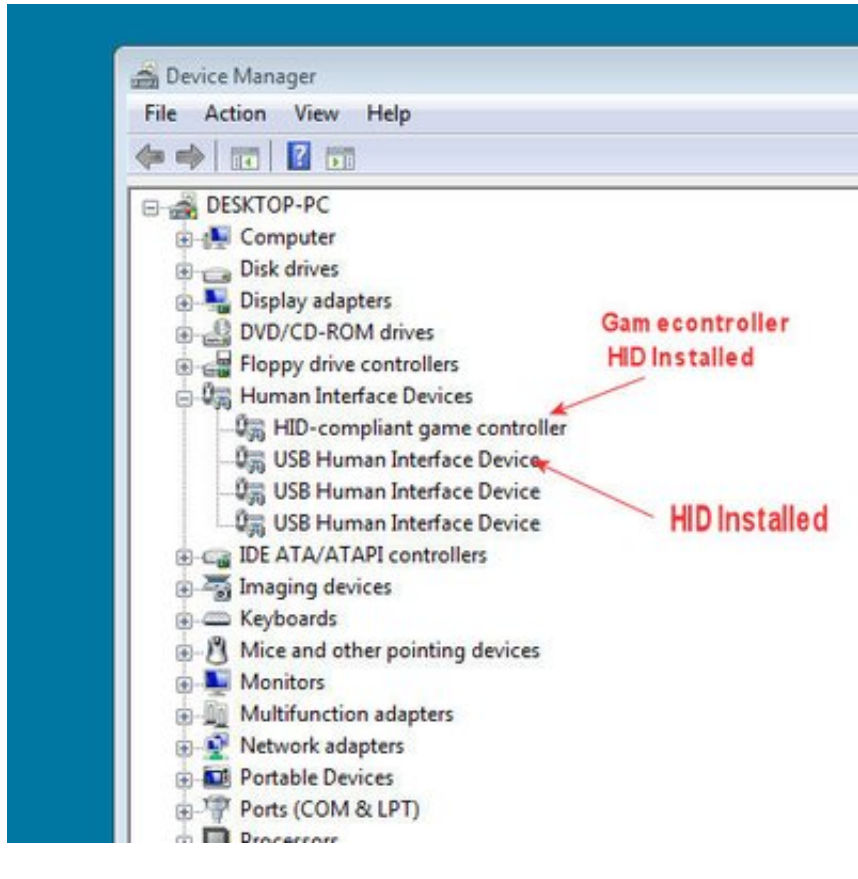 Device Manager
File Action View Help
DESKTOP-PC
Computer
Disk drives
Display adapters
DVD/CD-ROM drives
Floppy drive controllers
Human Interface Devices
HID-compliant game controller
USB Human Interface Device
USB Human Interface Device
USB Human Interface Device
IDE ATA/ATAPI controllers
Imaging devices
Keyboards
Mice and other pointing devices
Monitors
Multifunction adapters
Network adapters
Portable Devices
Ports (COM & LPT)
Processors
Gam econtroller
HID Installed
HID Installed